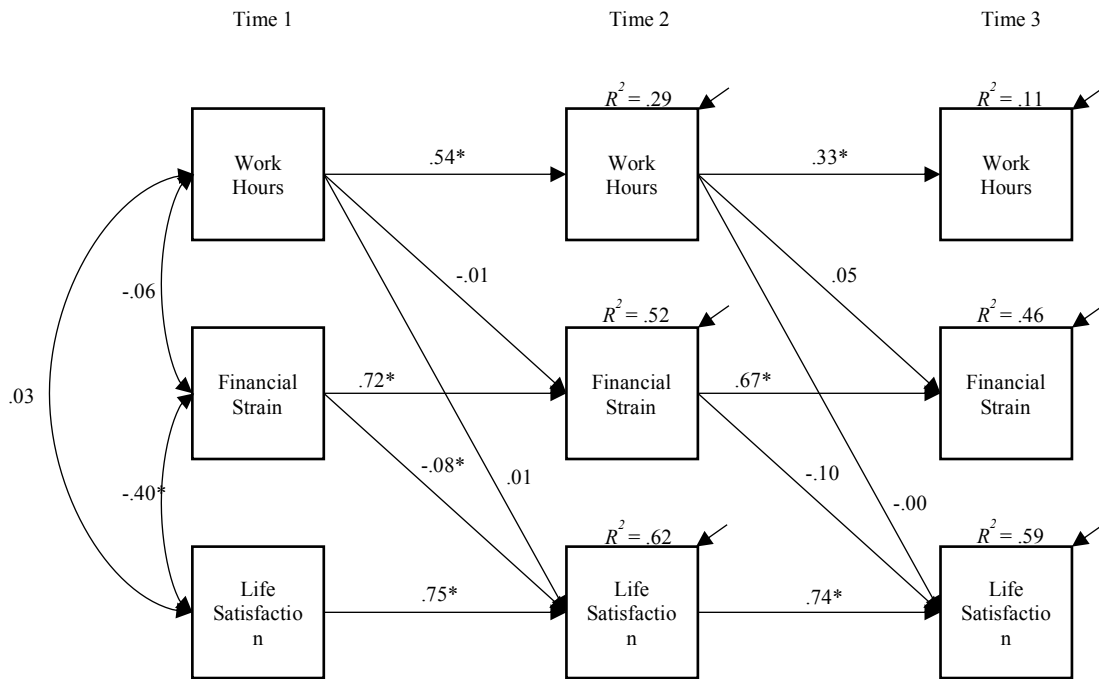 Time 1
Time 2
Time 3
R² = .29
R² = .11
Work
Hours
.54*
Work
Hours
.33*
Work
Hours
-.06
-.01
.05
R² = .52
R² = .46
.03
Financial
Strain
.72*
Financial
Strain
.67*
Financial
Strain
-.40*
-.08*
.01
-.10
-.00
R² = .62
R² = .59
Life
Satisfactio
n
.75*
Life
Satisfactio
n
.74*
Life
Satisfactio
n